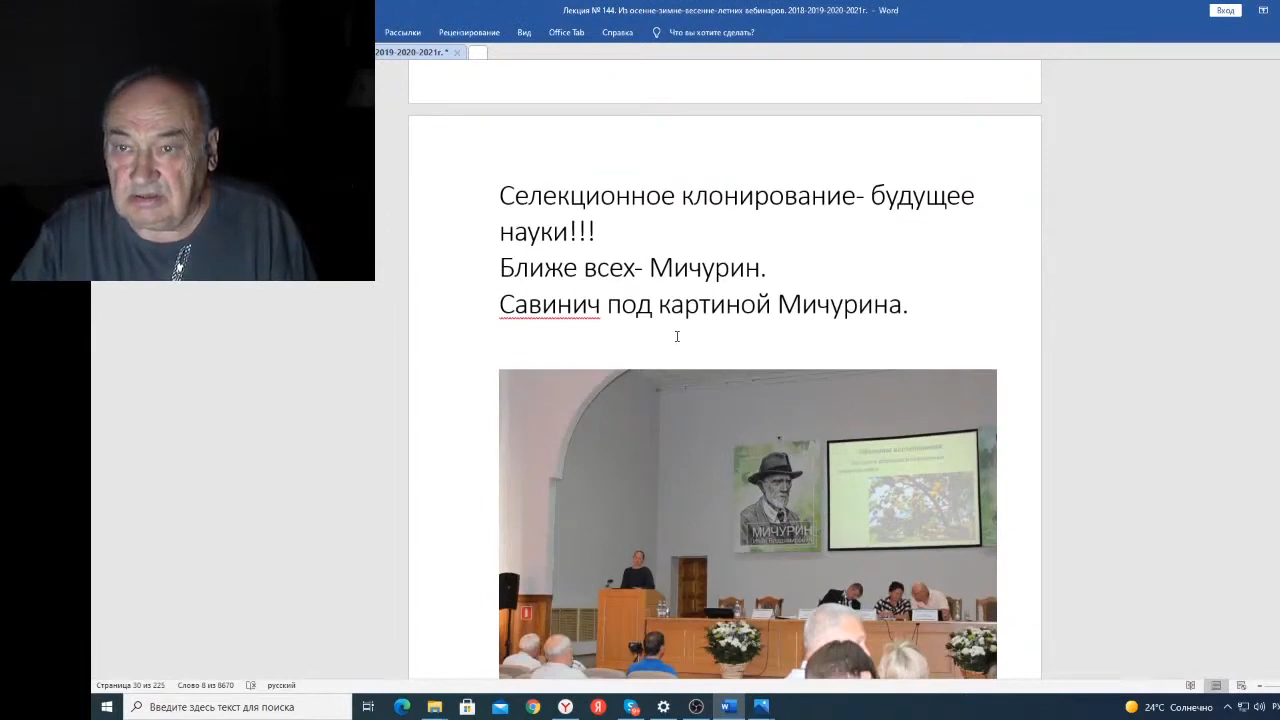 Лекция № 144. Из осенне-зимне-весенне-летних вебинаров. 2018-2019-2020-2021г. - Word
Вход
Рассылки Рецензирование Вид Office Tab Справка Что вы хотите сделать?
2019-2020-2021г. *
Селекционное клонирование- будущее
науки!!!
Ближе всех- Мичурин.
Савинич под картиной Мичурина.
МИЧУРИН
Страница 30 из 225 Слово 8 из 8670 русский
Введите здесь текст для поиска
24°C Солнечно